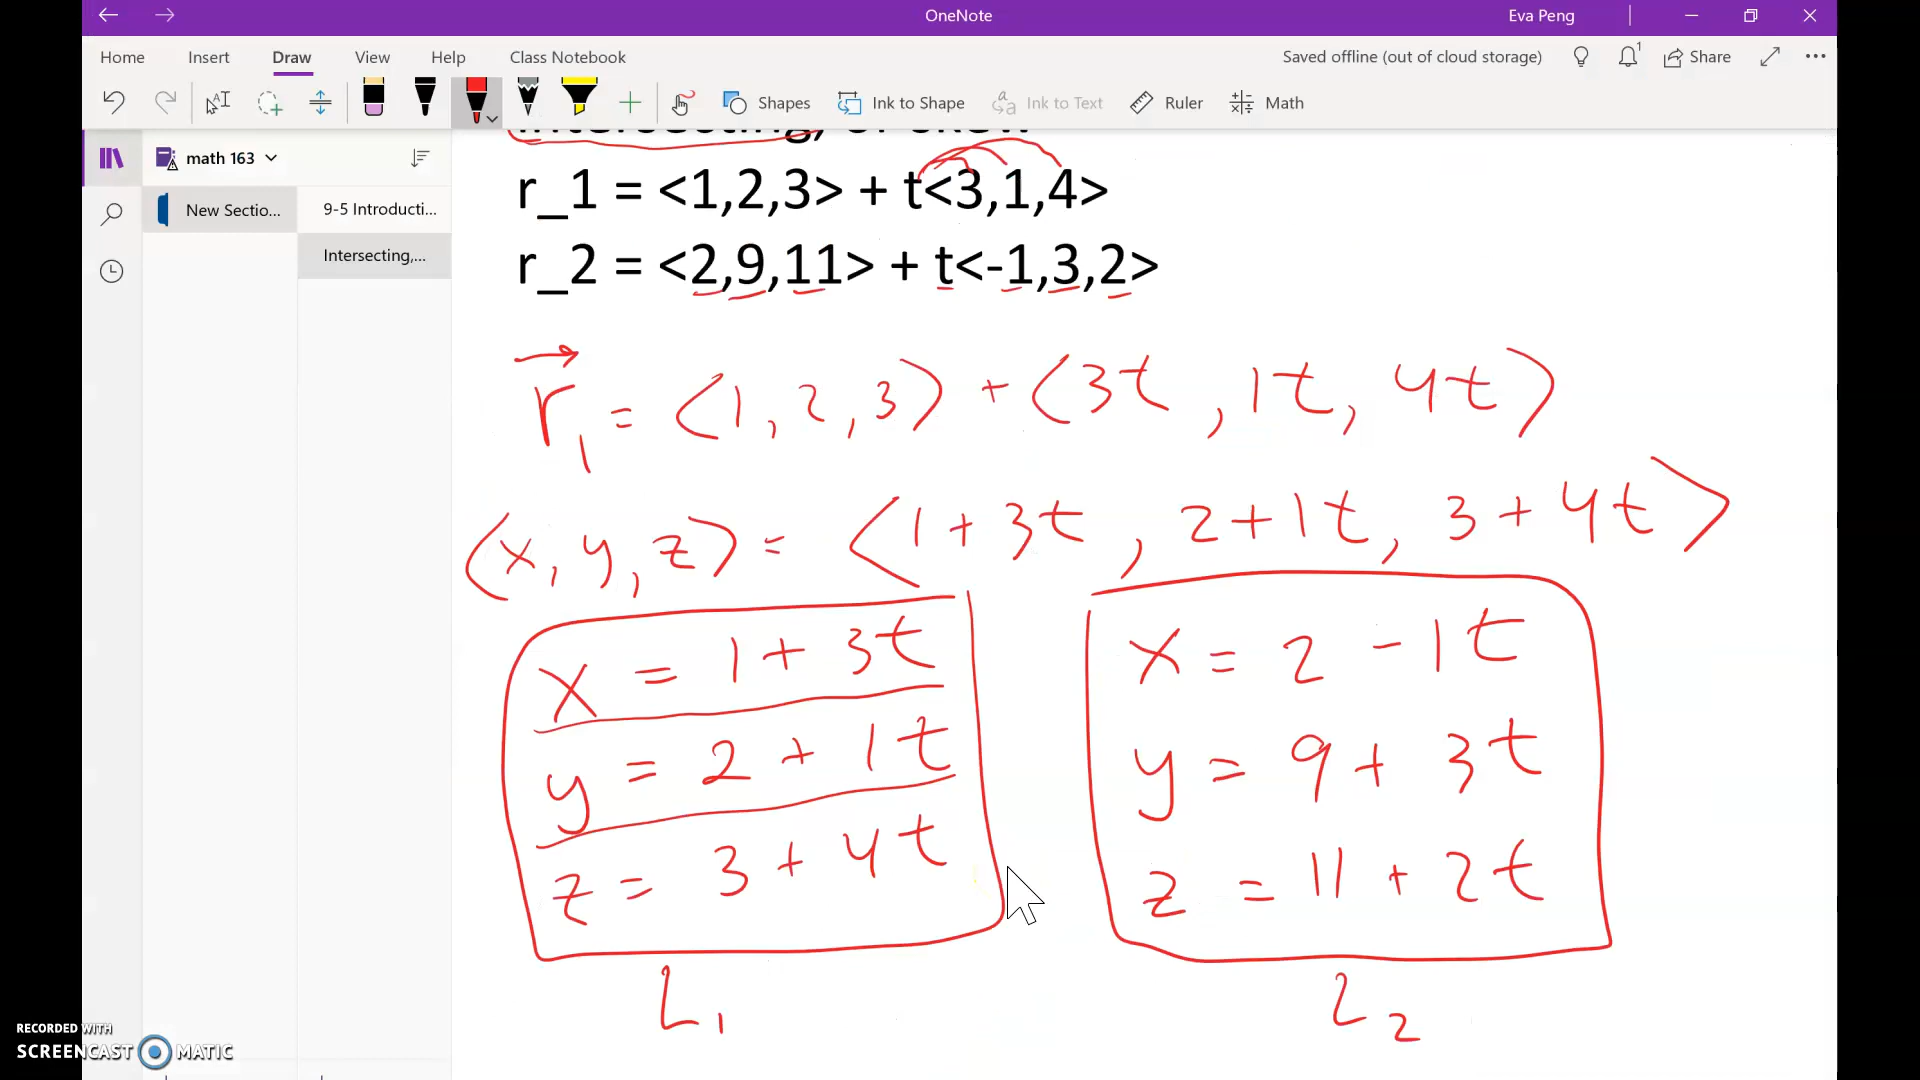 OneNote
Eva Peng
Home Insert Draw View Help Class Notebook
Saved offline (out of cloud storage)
1
Share
Shapes Ink to Shape Ink to Text Ruler Math
math 163
New Sectio...
9-5 Introducti...
Intersecting,...
intersecting, or skew
r_1 = <1,2,3> + t<3,1,4>
r_2 = <2,9,11> + t<-1,3,2>
r₁ = ⟨1, 2, 3⟩ + ⟨3t, 1t, 4t⟩
⟨x, y, z⟩ = ⟨1 + 3t, 2 + 1t, 3 + 4t⟩
x = 1 + 3t
y = 2 + 1t
z = 3 + 4t
L₁
x = 2 - 1t
y = 9 + 3t
z = 11 + 2t
L₂
RECORDED WITH
SCREENCAST MATIC